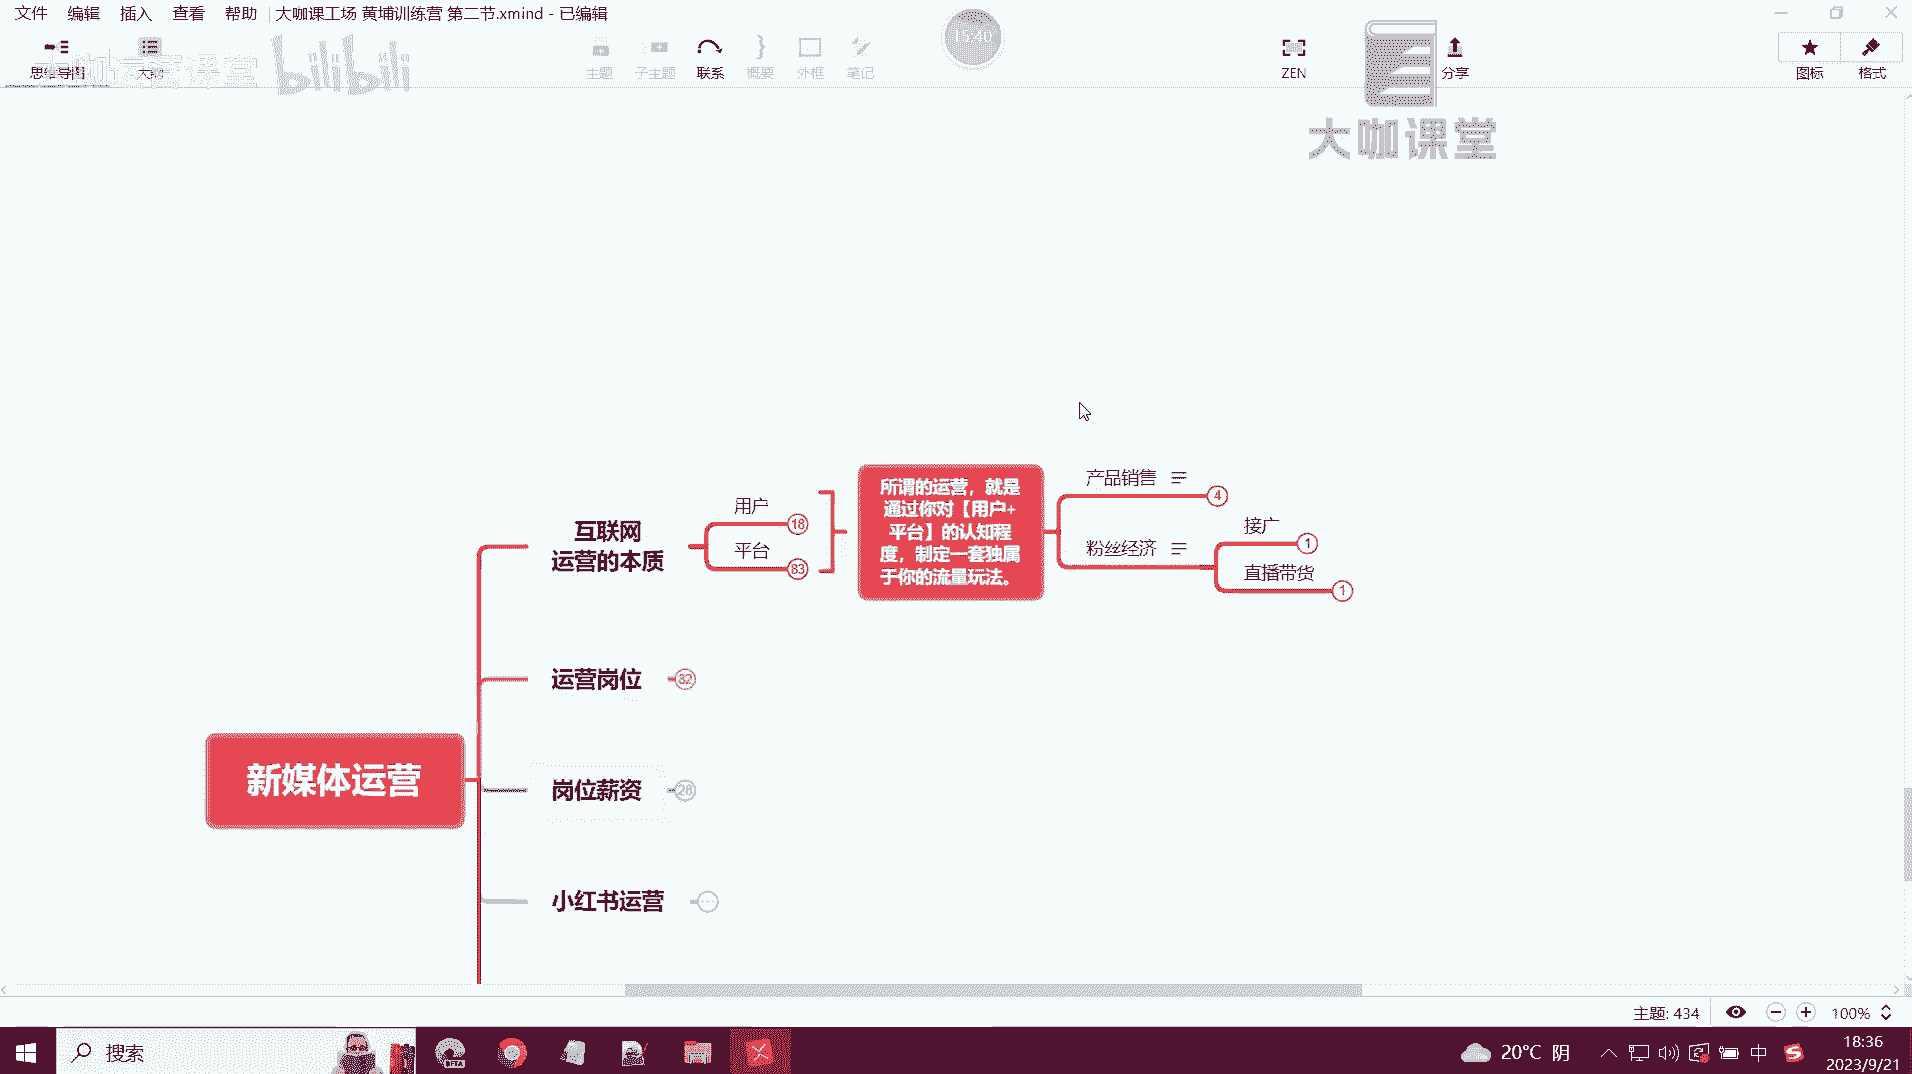 文件 编辑 插入 查看 帮助 大咖课工场 黄埔训练营 第二节.xmind - 已编辑
思维导图 大纲 主题 子主题 联系 概要 外框 笔记 15:40 ZEN 分享 图标 格式
bilibili
大咖课堂
互联网
运营的本质
用户 18
平台 83
所谓的运营，就是
通过你对【用户+
平台】的认知程
度，制定一套独属
于你的流量玩法。
产品销售 4
粉丝经济
接广 1
直播带货 1
运营岗位 82
新媒体运营
岗位薪资 28
小红书运营
主题: 434 100%
搜索 BETA 20°C 阴 中 18:36
2023/9/21